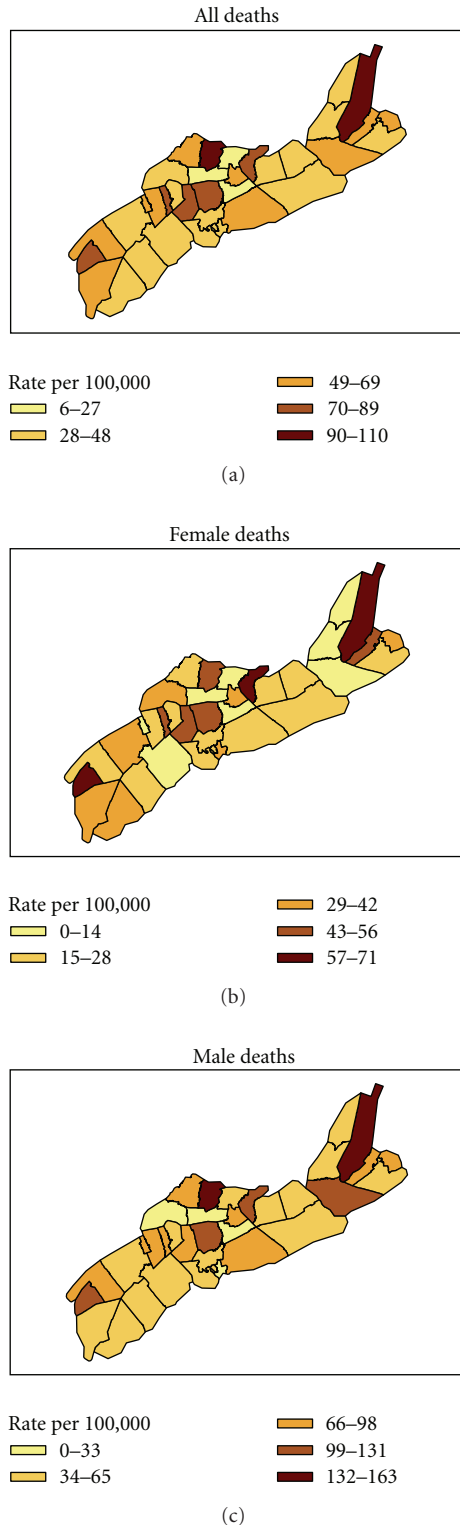 All deaths
Rate per 100,000
6–27
28–48
49–69
70–89
90–110
(a)
Female deaths
Rate per 100,000
0–14
15–28
29–42
43–56
57–71
(b)
Male deaths
Rate per 100,000
0–33
34–65
66–98
99–131
132–163
(c)